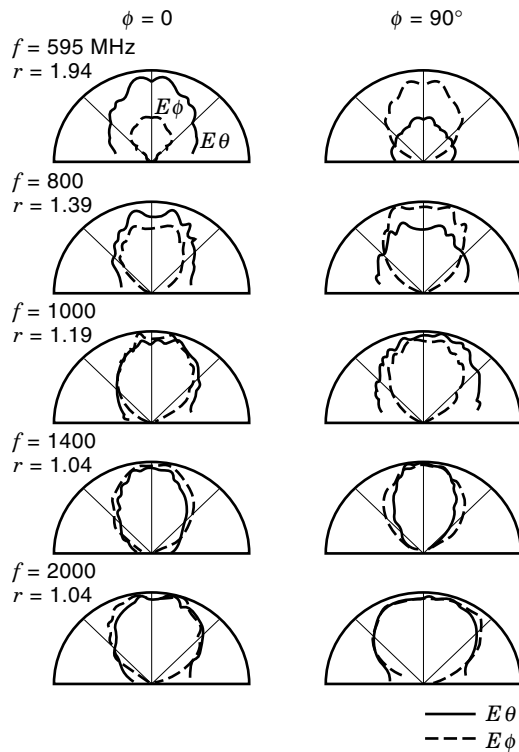 ϕ = 0
ϕ = 90°
f = 595 MHz
r = 1.94
Eϕ
Eθ
f = 800
r = 1.39
f = 1000
r = 1.19
f = 1400
r = 1.04
f = 2000
r = 1.04
Eθ
Eϕ